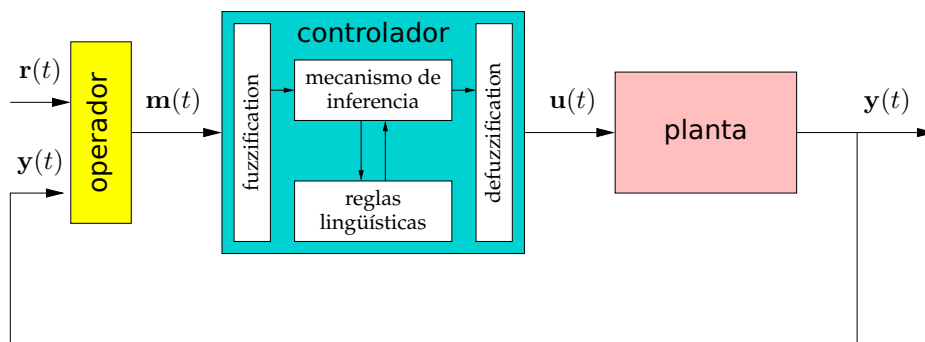 r(t)
y(t)
operador
m(t)
controlador
fuzzification
mecanismo de
inferencia
reglas
lingüísticas
defuzzification
u(t)
planta
y(t)